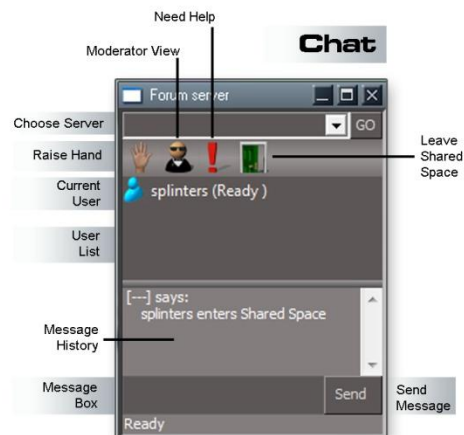 Need Help
Moderator View
Chat
Forum server
Choose Server
GO
Raise Hand
Leave
Shared
Space
Current
User
splinters (Ready )
User
List
[---] says:
splinters enters Shared Space
Message
History
Message
Box
Send
Send
Message
Ready